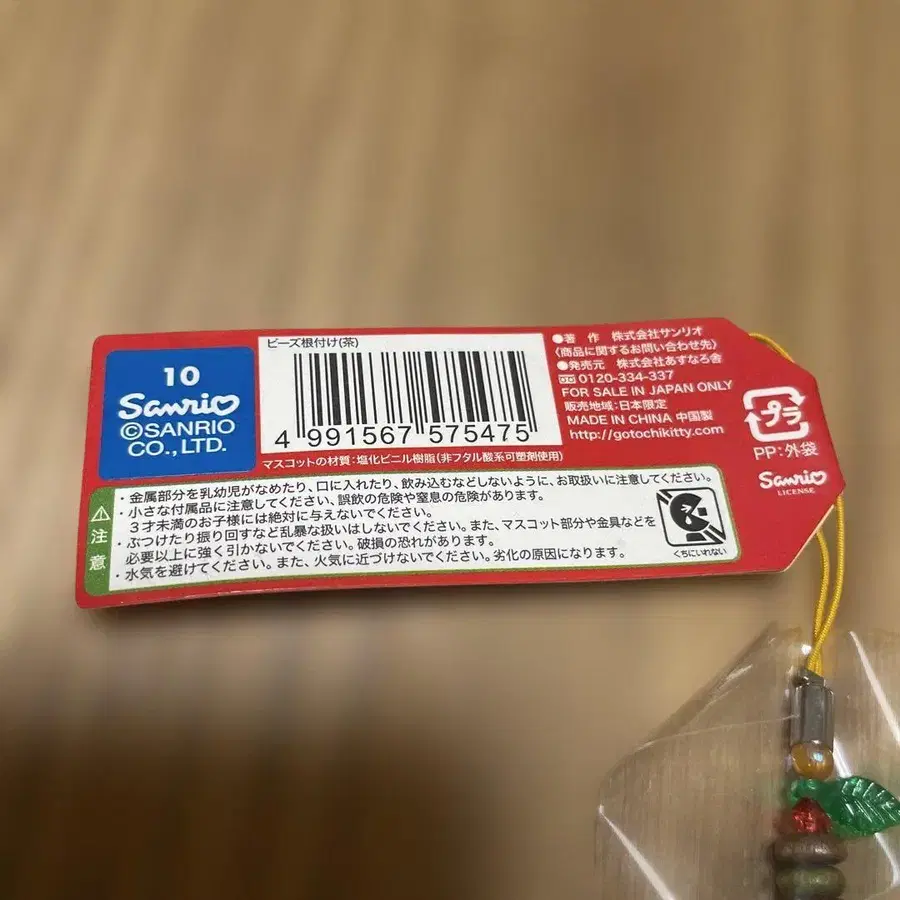 10
Sanrio
©SANRIO
CO.,LTD.
ビーズ根付け(茶)
4 991567 575475
マスコットの材質:塩化ビニル樹脂(非フタル酸系可塑剤使用)
●著 作 株式会社サンリオ
〈商品に関するお問い合わせ先〉
●発売元 株式会社あすなろ舎
0120-334-337
FOR SALE IN JAPAN ONLY
販売地域:日本限定
MADE IN CHINA 中国製
http://gotochikitty.com
プラ
PP:外袋
Sanrio
LICENSE
注意
・金属部分を乳幼児がなめたり、口に入れたり、飲み込むなどしないように、お取扱いに注意してください。
・小さな付属品に注意してください、誤飲の危険や窒息の危険があります。
3才未満のお子様には絶対に与えないでください。
・ぶつけたり振り回すなど乱暴な扱いはしないでください。また、マスコット部分や金具などを
必要以上に強く引かないでください。破損の恐れがあります。
・水気を避けてください。また、火気に近づけないでください。劣化の原因になります。
くちにいれない